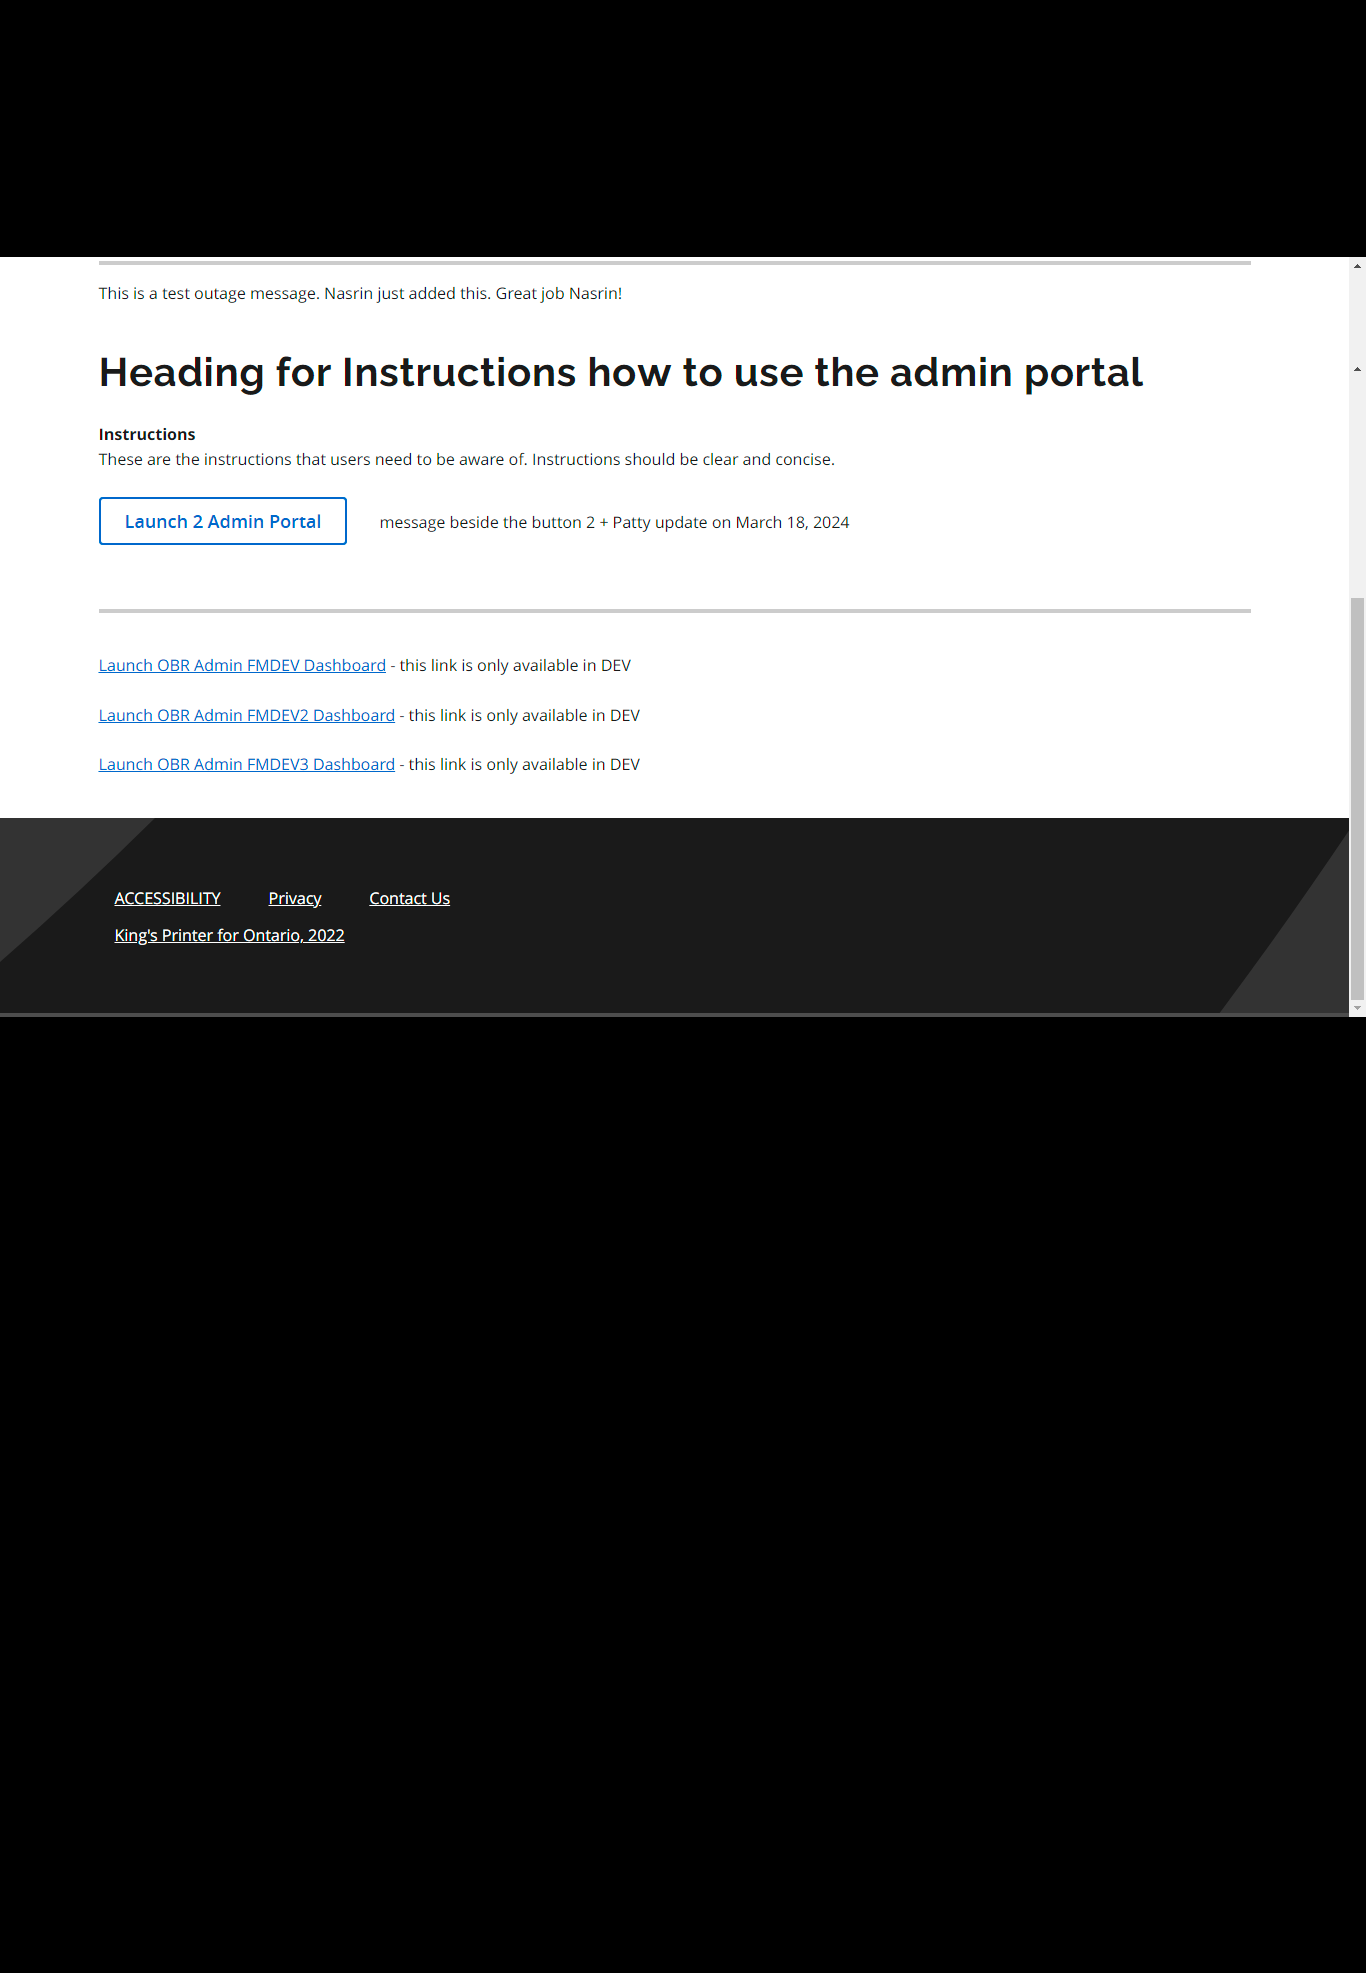 This is a test outage message. Nasrin just added this. Great job Nasrin!
Heading for Instructions how to use the admin portal
Instructions
These are the instructions that users need to be aware of. Instructions should be clear and concise.
Launch 2 Admin Portal message beside the button 2 + Patty update on March 18, 2024
Launch OBR Admin FMDEV Dashboard - this link is only available in DEV
Launch OBR Admin FMDEV2 Dashboard - this link is only available in DEV
Launch OBR Admin FMDEV3 Dashboard - this link is only available in DEV
ACCESSIBILITY Privacy Contact Us
King's Printer for Ontario, 2022